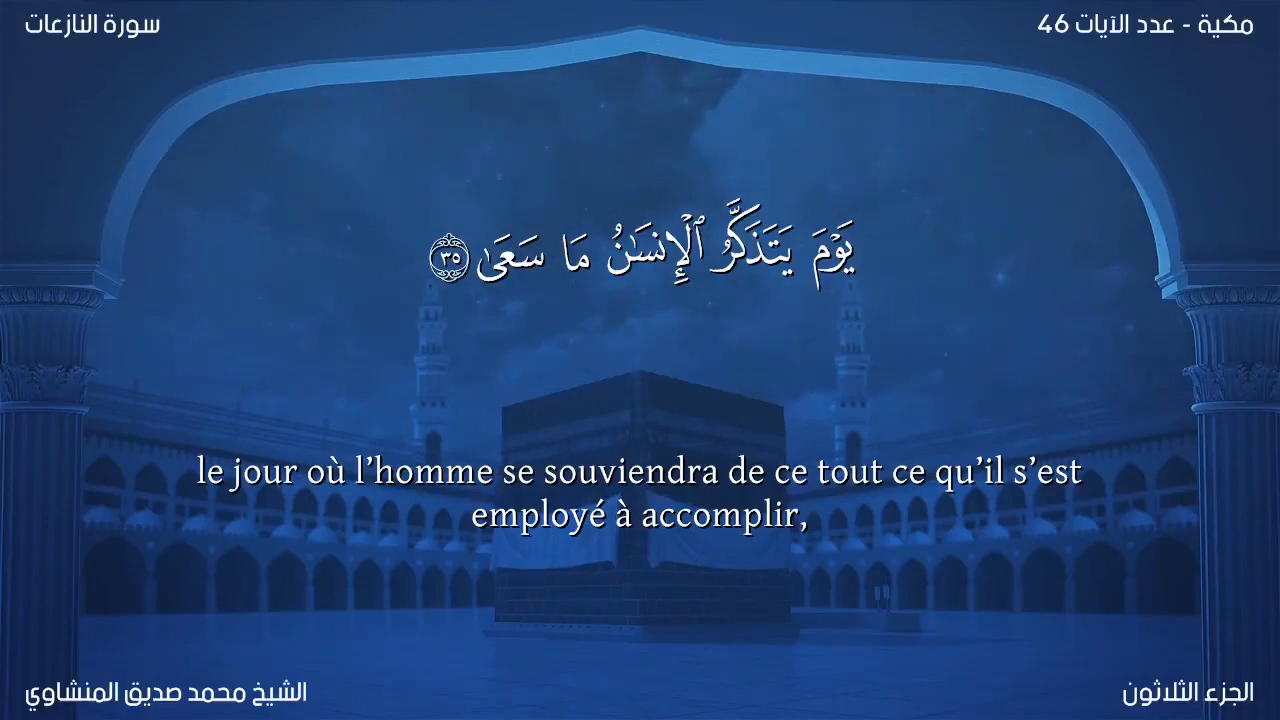 سورة النازعات
مكية - عدد الآيات 46
يَوْمَ يَتَذَكَّرُ ٱلْإِنسَٰنُ مَا سَعَىٰ ٣٥
le jour où l’homme se souviendra de ce tout ce qu’il s’est
employé à accomplir,
الشيخ محمد صديق المنشاوي
الجزء الثلاثون